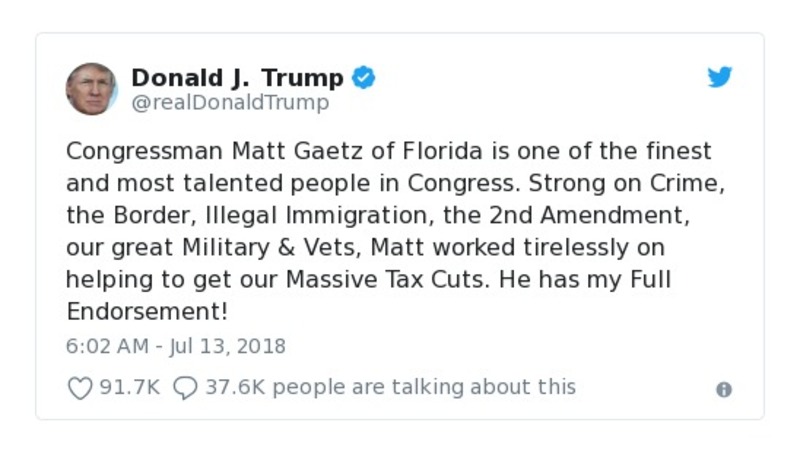 Donald J. Trump
@realDonaldTrump
Congressman Matt Gaetz of Florida is one of the finest
and most talented people in Congress. Strong on Crime,
the Border, Illegal Immigration, the 2nd Amendment,
our great Military & Vets, Matt worked tirelessly on
helping to get our Massive Tax Cuts. He has my Full
Endorsement!
6:02 AM - Jul 13, 2018
91.7K 37.6K people are talking about this